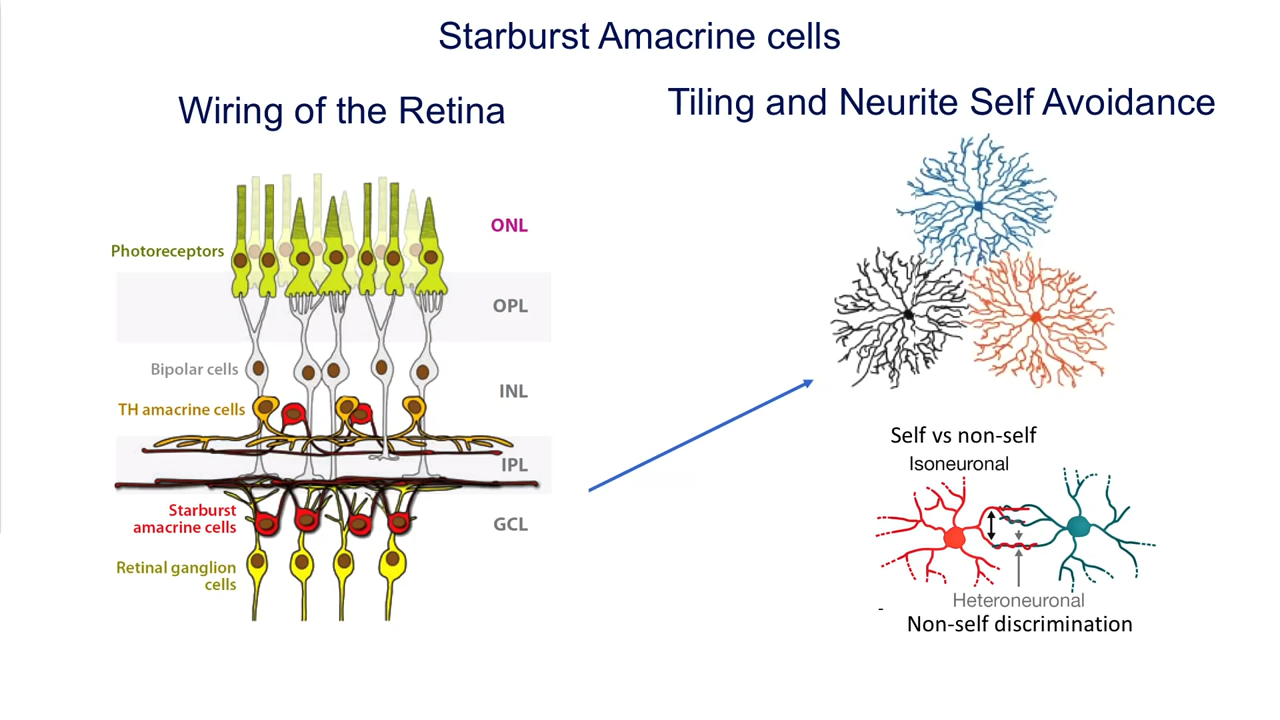 Starburst Amacrine cells
Wiring of the Retina
Photoreceptors
ONL
OPL
Bipolar cells
INL
TH amacrine cells
IPL
Starburst
amacrine cells
GCL
Retinal ganglion
cells
Tiling and Neurite Self Avoidance
Self vs non-self
Isoneuronal
Heteroneuronal
-
Non-self discrimination